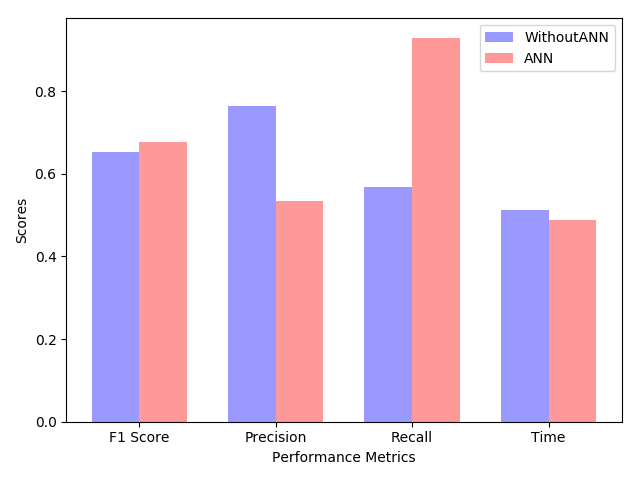 WithoutANN
ANN
Scores
0.8
0.6
0.4
0.2
0.0
F1 Score Precision Recall Time
Performance Metrics